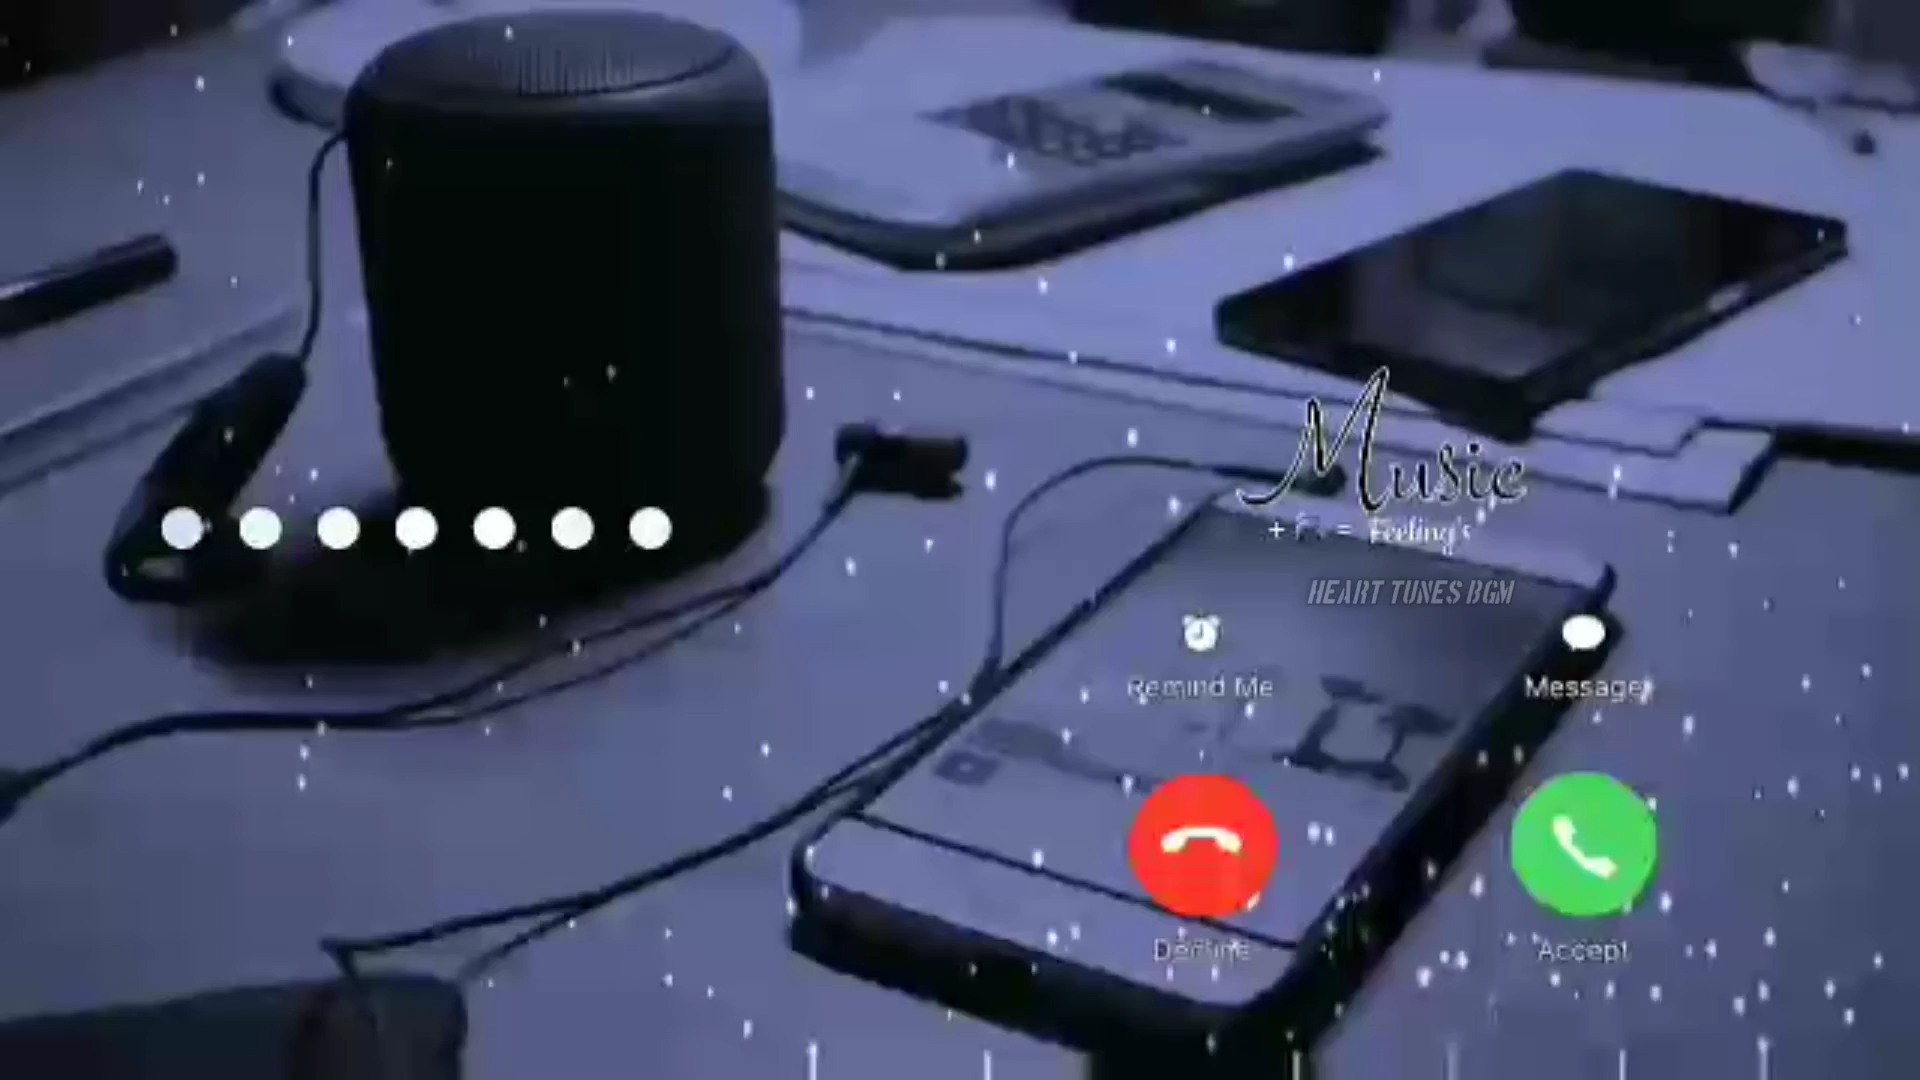 Music
+ = Feeling's
HEART TUNES BGM
Remind Me
Message
Decline
Accept